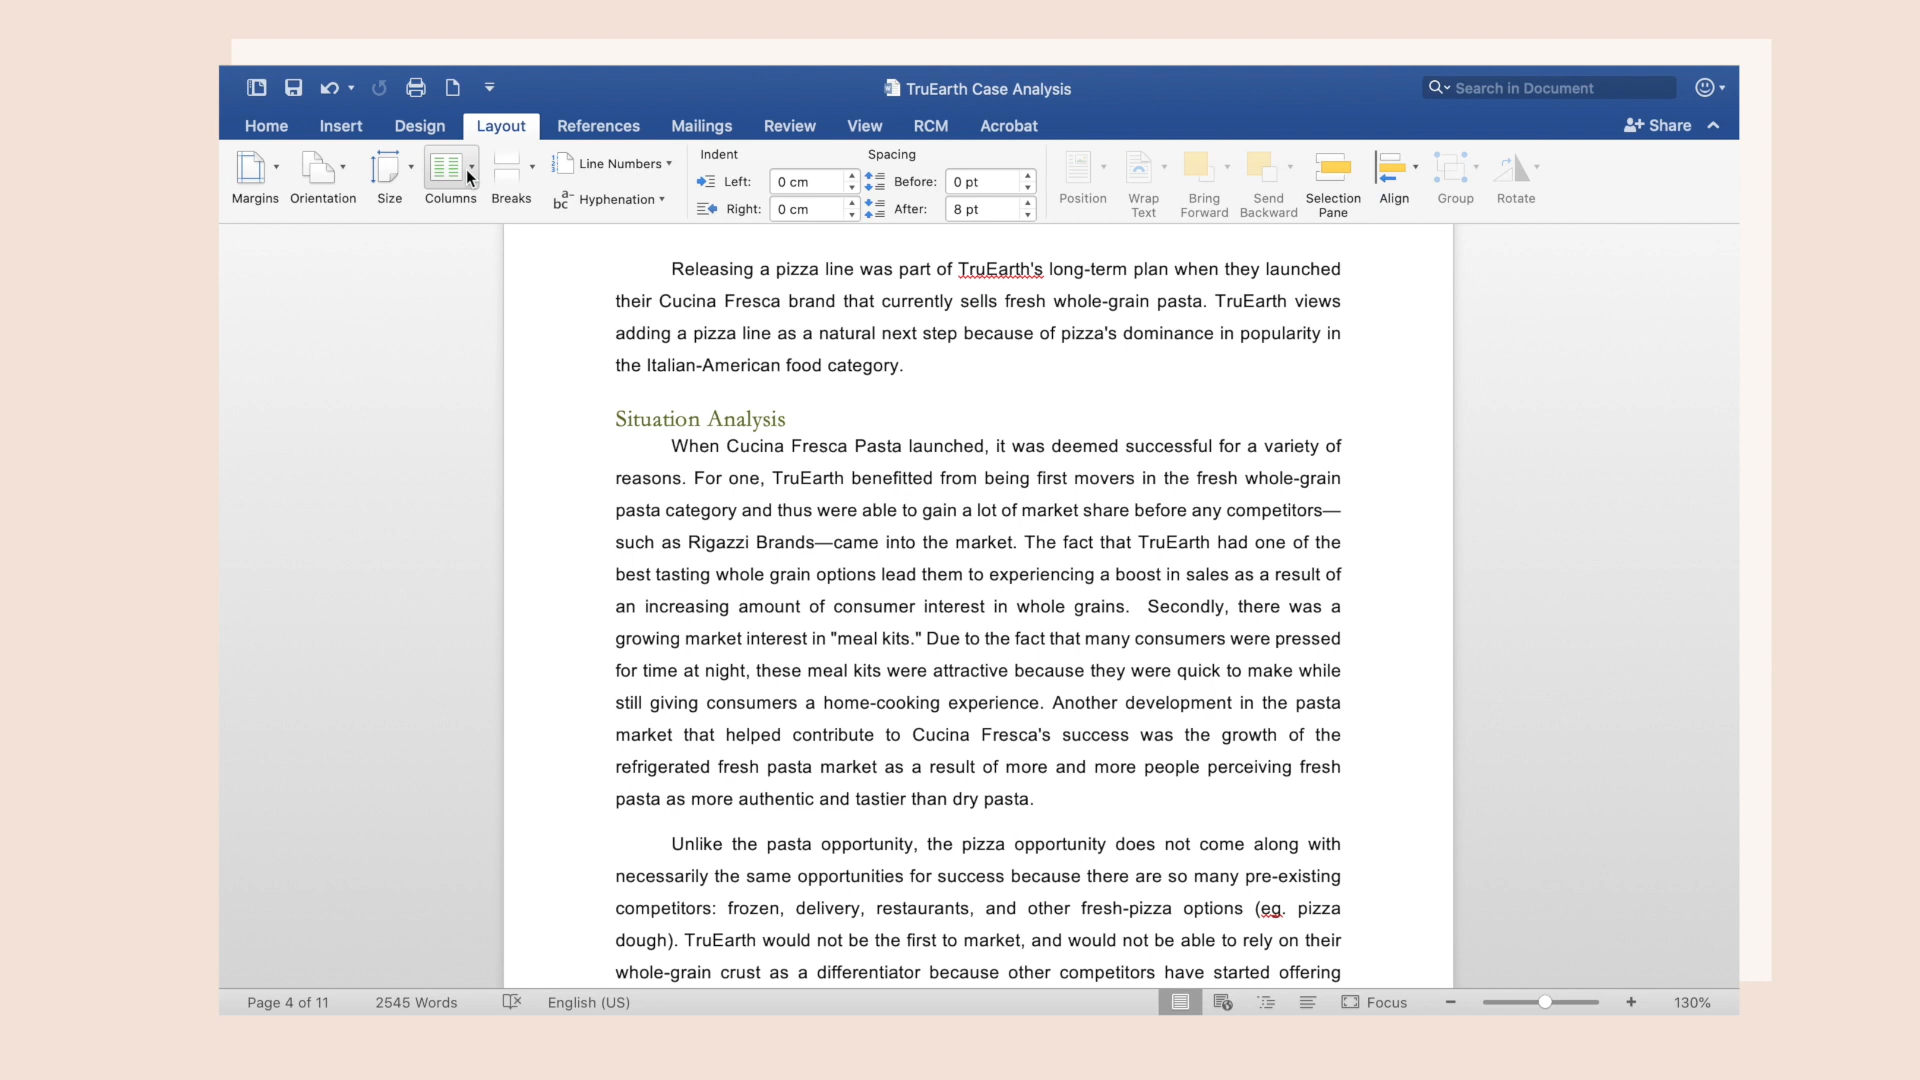 TruEarth Case Analysis
Search in Document
Home Insert Design Layout References Mailings Review View RCM Acrobat
Share
Margins
Orientation
Size
Columns
Breaks
Line Numbers
Hyphenation
Indent
Left: 0 cm
Right: 0 cm
Spacing
Before: 0 pt
After: 8 pt
Position
Wrap
Text
Bring
Forward
Send
Backward
Selection
Pane
Align
Group
Rotate
Releasing a pizza line was part of TruEarth's long-term plan when they launched
their Cucina Fresca brand that currently sells fresh whole-grain pasta. TruEarth views
adding a pizza line as a natural next step because of pizza's dominance in popularity in
the Italian-American food category.
Situation Analysis
When Cucina Fresca Pasta launched, it was deemed successful for a variety of
reasons. For one, TruEarth benefitted from being first movers in the fresh whole-grain
pasta category and thus were able to gain a lot of market share before any competitors—
such as Rigazzi Brands—came into the market. The fact that TruEarth had one of the
best tasting whole grain options lead them to experiencing a boost in sales as a result of
an increasing amount of consumer interest in whole grains.  Secondly, there was a
growing market interest in "meal kits." Due to the fact that many consumers were pressed
for time at night, these meal kits were attractive because they were quick to make while
still giving consumers a home-cooking experience. Another development in the pasta
market that helped contribute to Cucina Fresca's success was the growth of the
refrigerated fresh pasta market as a result of more and more people perceiving fresh
pasta as more authentic and tastier than dry pasta.
Unlike the pasta opportunity, the pizza opportunity does not come along with
necessarily the same opportunities for success because there are so many pre-existing
competitors: frozen, delivery, restaurants, and other fresh-pizza options (eg. pizza
dough). TruEarth would not be the first to market, and would not be able to rely on their
whole-grain crust as a differentiator because other competitors have started offering
Page 4 of 11 2545 Words English (US) Focus 130%